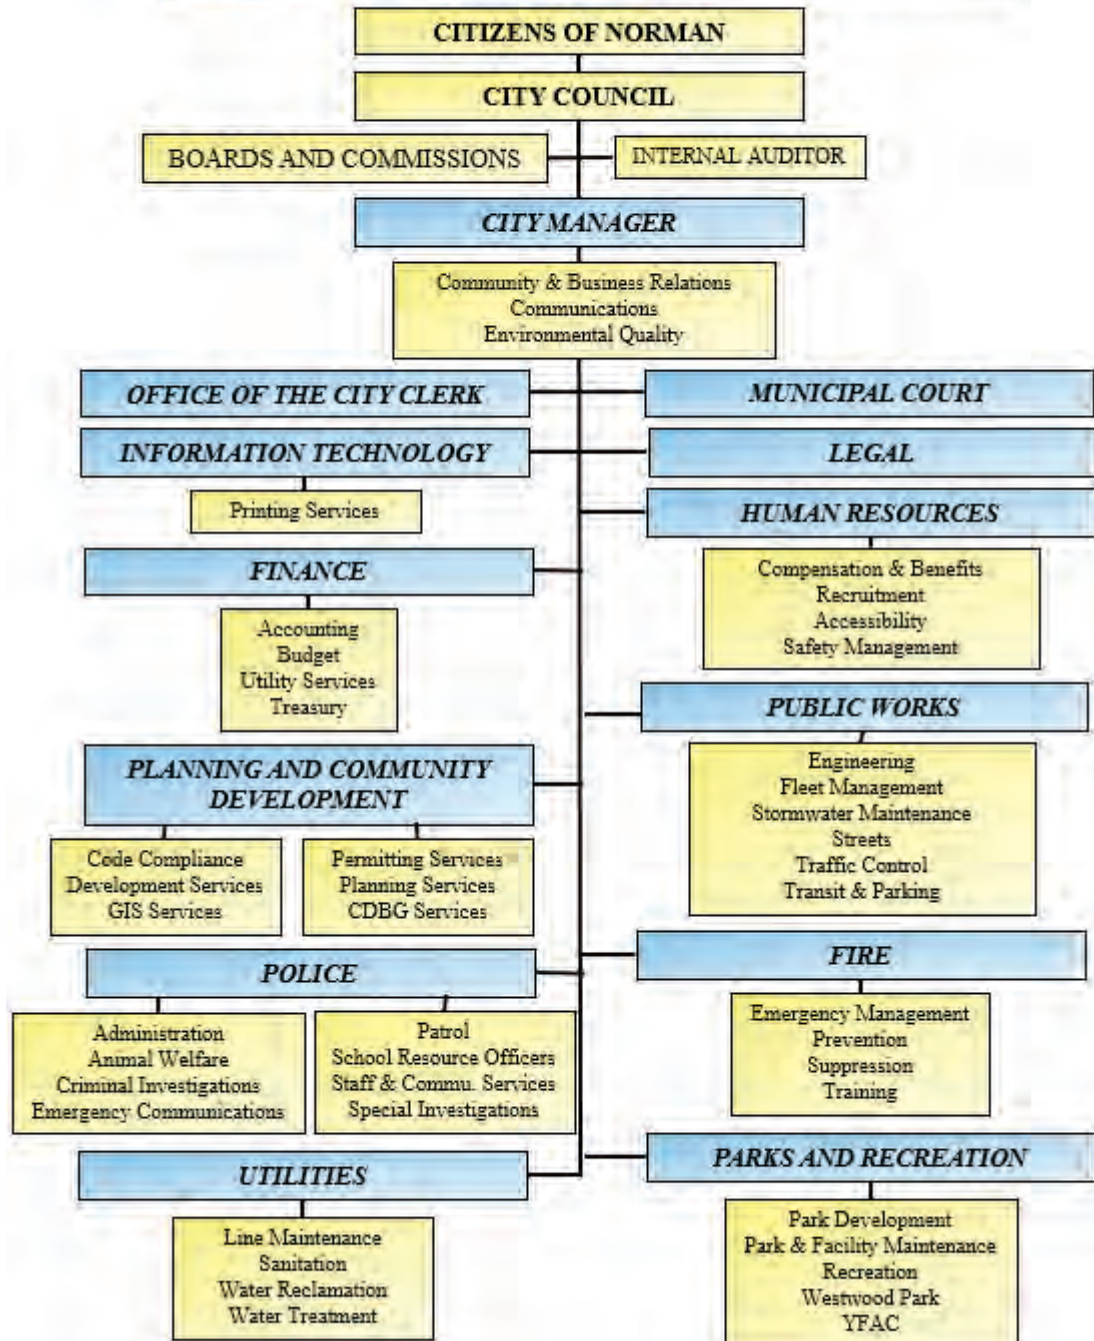 CITIZENS OF NORMAN
CITY COUNCIL
BOARDS AND COMMISSIONS
INTERNAL AUDITOR
CITY MANAGER
Community & Business Relations
Communications
Environmental Quality
OFFICE OF THE CITY CLERK
MUNICIPAL COURT
INFORMATION TECHNOLOGY
LEGAL
Printing Services
HUMAN RESOURCES
Compensation & Benefits
Recruitment
Accessibility
Safety Management
FINANCE
Accounting
Budget
Utility Services
Treasury
PUBLIC WORKS
Engineering
Fleet Management
Stormwater Maintenance
Streets
Traffic Control
Transit & Parking
PLANNING AND COMMUNITY
DEVELOPMENT
Code Compliance
Development Services
GIS Services
Permitting Services
Planning Services
CDBG Services
POLICE
Administration
Animal Welfare
Criminal Investigations
Emergency Communications
Patrol
School Resource Officers
Staff & Commu. Services
Special Investigations
FIRE
Emergency Management
Prevention
Suppression
Training
UTILITIES
Line Maintenance
Sanitation
Water Reclamation
Water Treatment
PARKS AND RECREATION
Park Development
Park & Facility Maintenance
Recreation
Westwood Park
YFAC